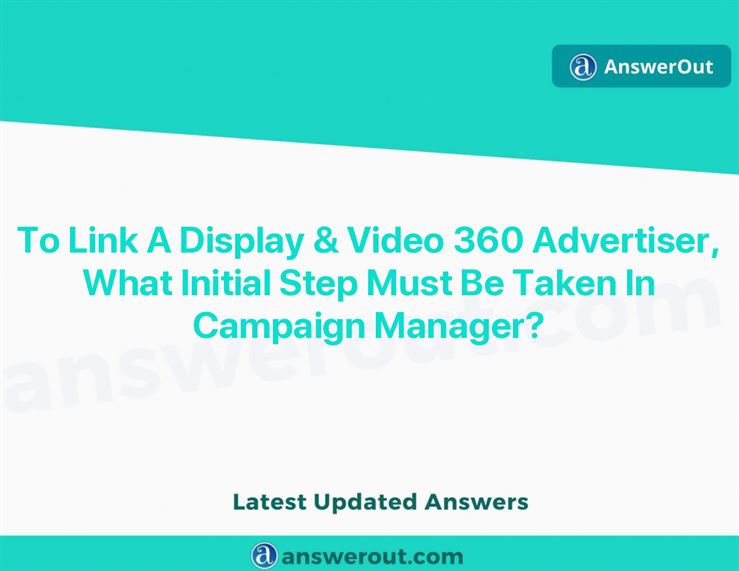 AnswerOut
To Link A Display & Video 360 Advertiser,
What Initial Step Must Be Taken In
Campaign Manager?
answerout.com
Latest Updated Answers
answerout.com